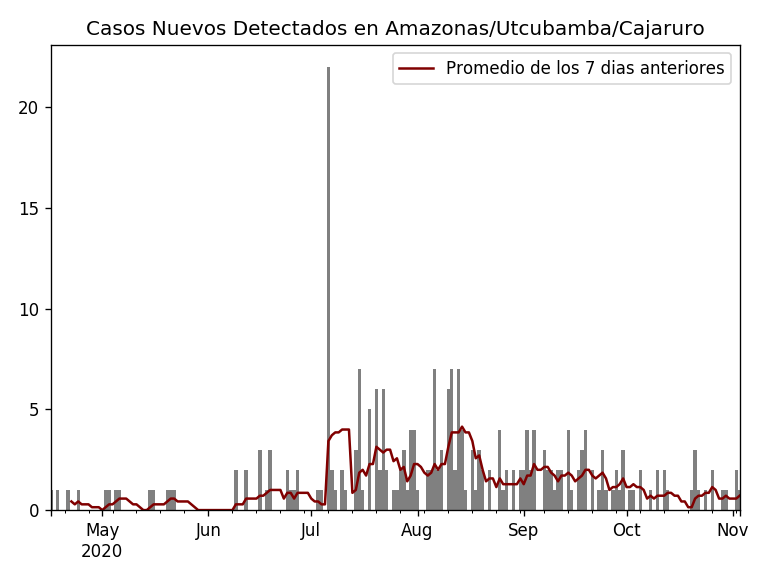 Casos Nuevos Detectados en Amazonas/Utcubamba/Cajaruro
Promedio de los 7 dias anteriores
20
15
10
5
0
May Jun Jul Aug Sep Oct Nov
2020